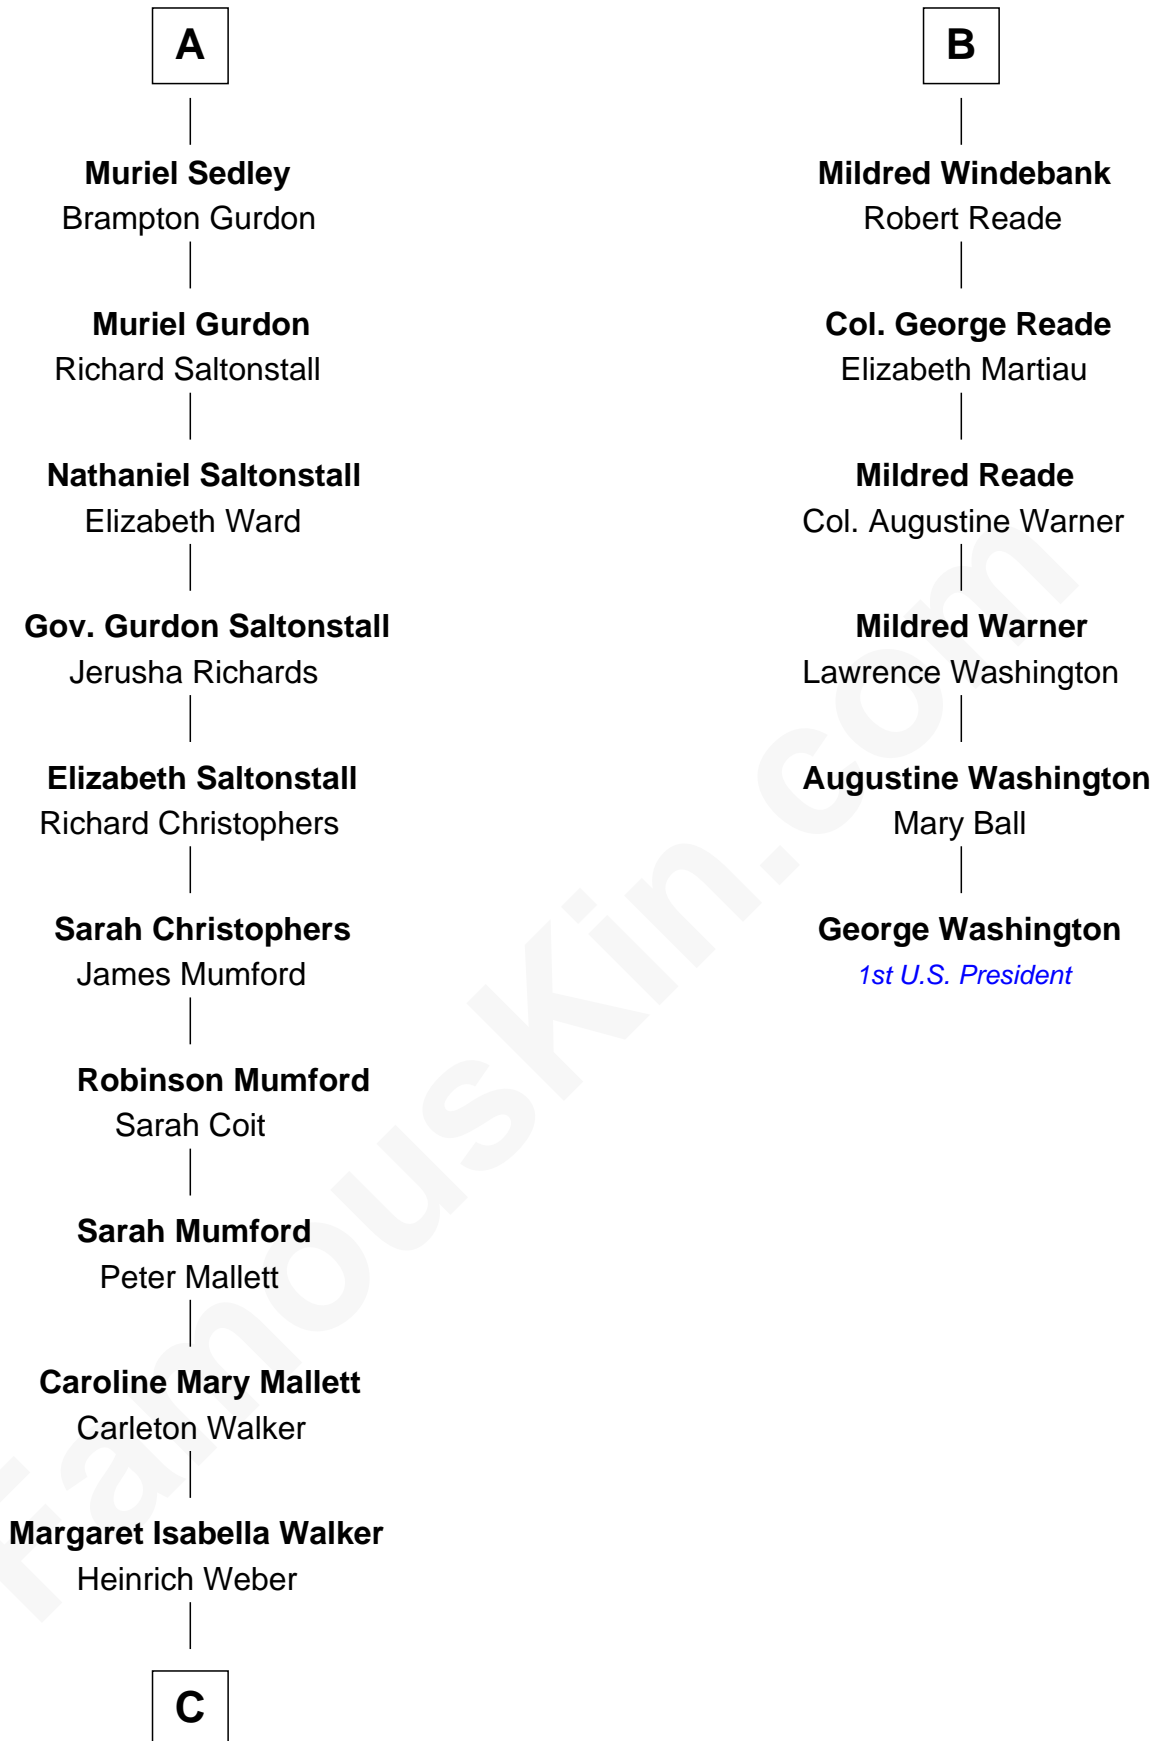 A
Muriel Sedley
Brampton Gurdon
Muriel Gurdon
Richard Saltonstall
Nathaniel Saltonstall
Elizabeth Ward
Gov. Gurdon Saltonstall
Jerusha Richards
Elizabeth Saltonstall
Richard Christophers
Sarah Christophers
James Mumford
Robinson Mumford
Sarah Coit
Sarah Mumford
Peter Mallett
Caroline Mary Mallett
Carleton Walker
Margaret Isabella Walker
Heinrich Weber
C
B
Mildred Windebank
Robert Reade
Col. George Reade
Elizabeth Martiau
Mildred Reade
Col. Augustine Warner
Mildred Warner
Lawrence Washington
Augustine Washington
Mary Ball
George Washington
1st U.S. President
FamousKin.com